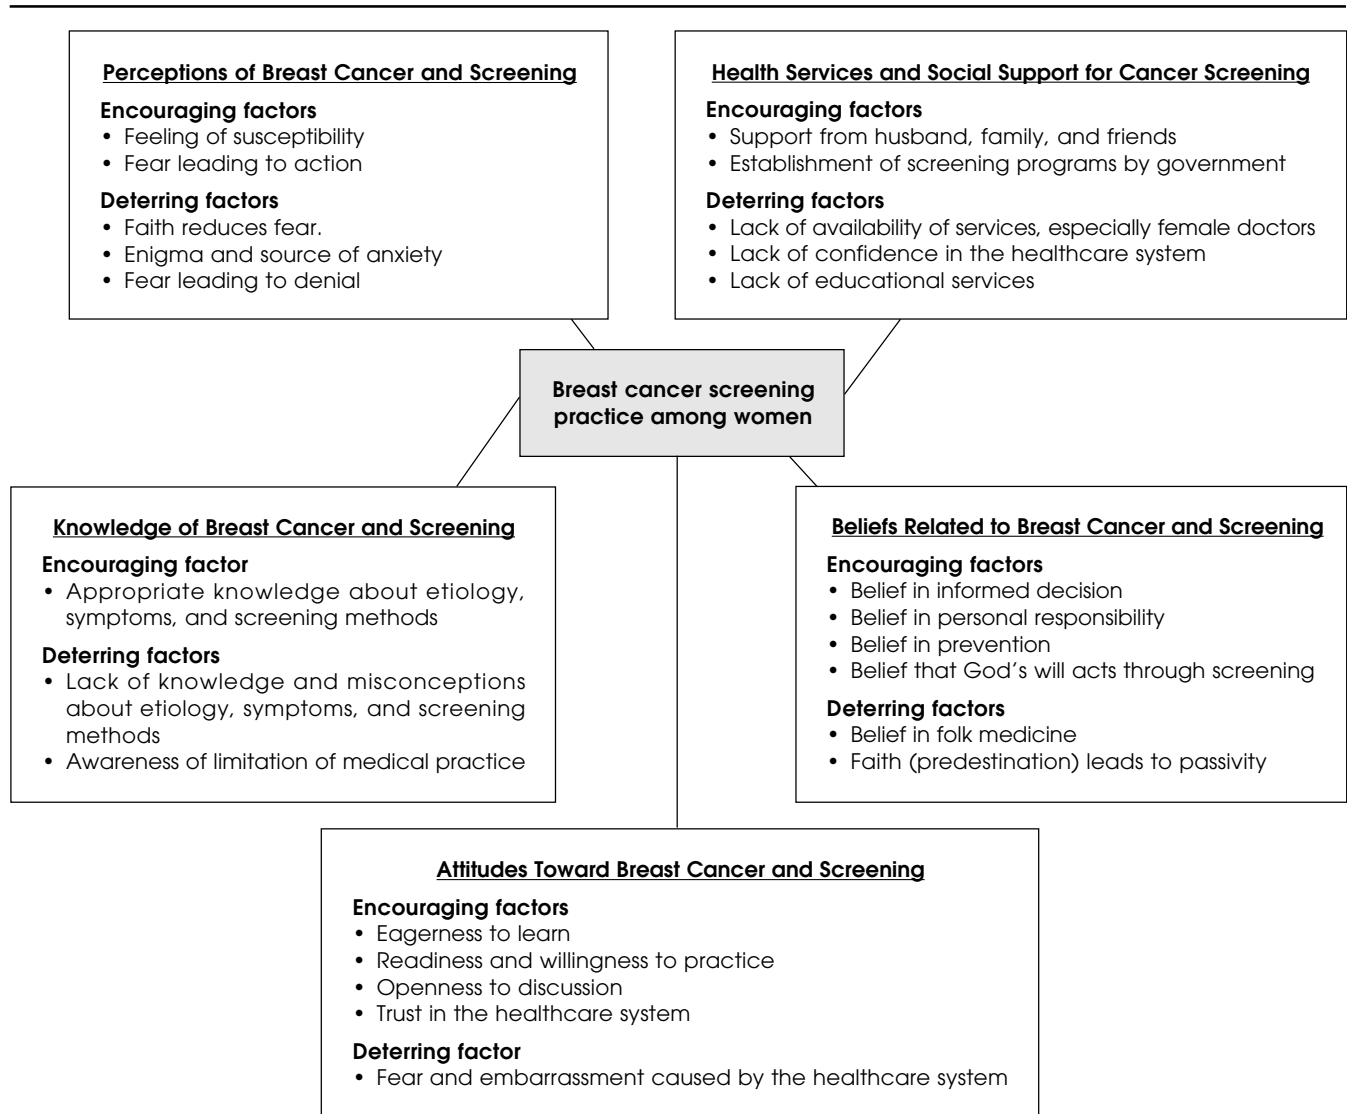 Perceptions of Breast Cancer and Screening
Encouraging factors
• Feeling of susceptibility
• Fear leading to action
Deterring factors
• Faith reduces fear.
• Enigma and source of anxiety
• Fear leading to denial
Health Services and Social Support for Cancer Screening
Encouraging factors
• Support from husband, family, and friends
• Establishment of screening programs by government
Deterring factors
• Lack of availability of services, especially female doctors
• Lack of confidence in the healthcare system
• Lack of educational services
Breast cancer screening
practice among women
Knowledge of Breast Cancer and Screening
Encouraging factor
• Appropriate knowledge about etiology,
symptoms, and screening methods
Deterring factors
• Lack of knowledge and misconceptions
about etiology, symptoms, and screening
methods
• Awareness of limitation of medical practice
Beliefs Related to Breast Cancer and Screening
Encouraging factors
• Belief in informed decision
• Belief in personal responsibility
• Belief in prevention
• Belief that God's will acts through screening
Deterring factors
• Belief in folk medicine
• Faith (predestination) leads to passivity
Attitudes Toward Breast Cancer and Screening
Encouraging factors
• Eagerness to learn
• Readiness and willingness to practice
• Openness to discussion
• Trust in the healthcare system
Deterring factor
• Fear and embarrassment caused by the healthcare system